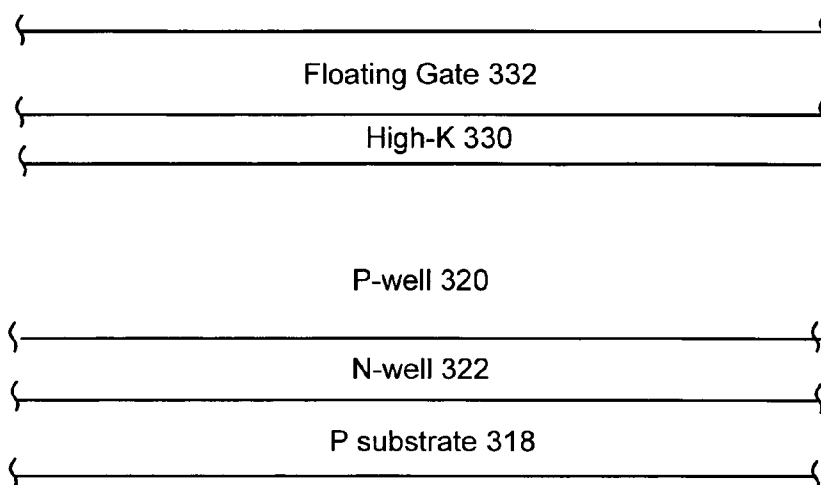 Floating Gate 332
High-K 330
P-well 320
N-well 322
P substrate 318